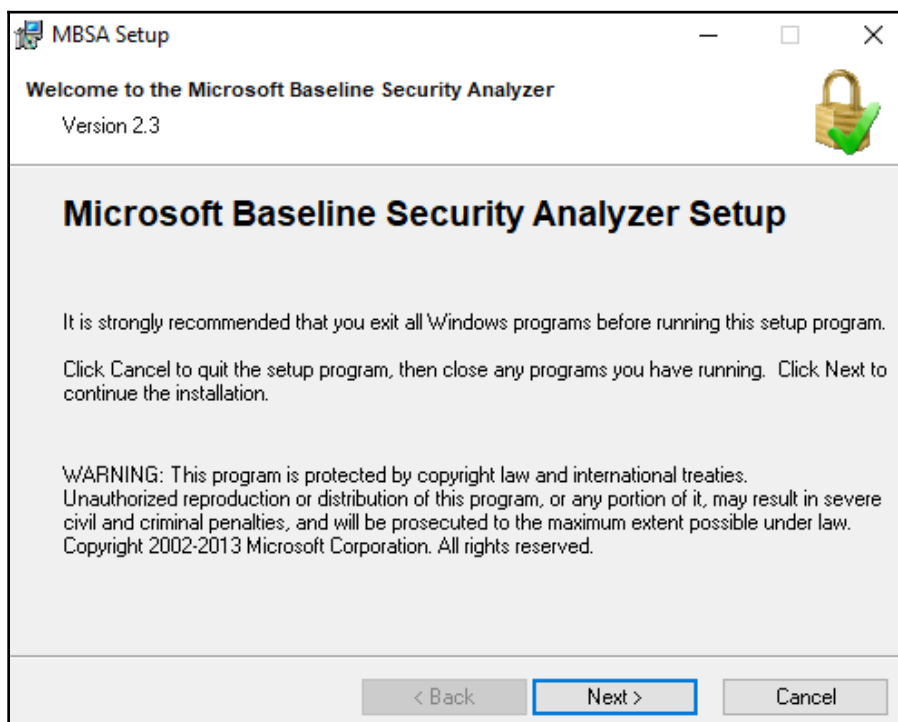 MBSA Setup
Welcome to the Microsoft Baseline Security Analyzer
Version 2.3
Microsoft Baseline Security Analyzer Setup
It is strongly recommended that you exit all Windows programs before running this setup program.
Click Cancel to quit the setup program, then close any programs you have running.  Click Next to
continue the installation.
WARNING: This program is protected by copyright law and international treaties.
Unauthorized reproduction or distribution of this program, or any portion of it, may result in severe
civil and criminal penalties, and will be prosecuted to the maximum extent possible under law.
Copyright 2002-2013 Microsoft Corporation. All rights reserved.
< Back Next > Cancel